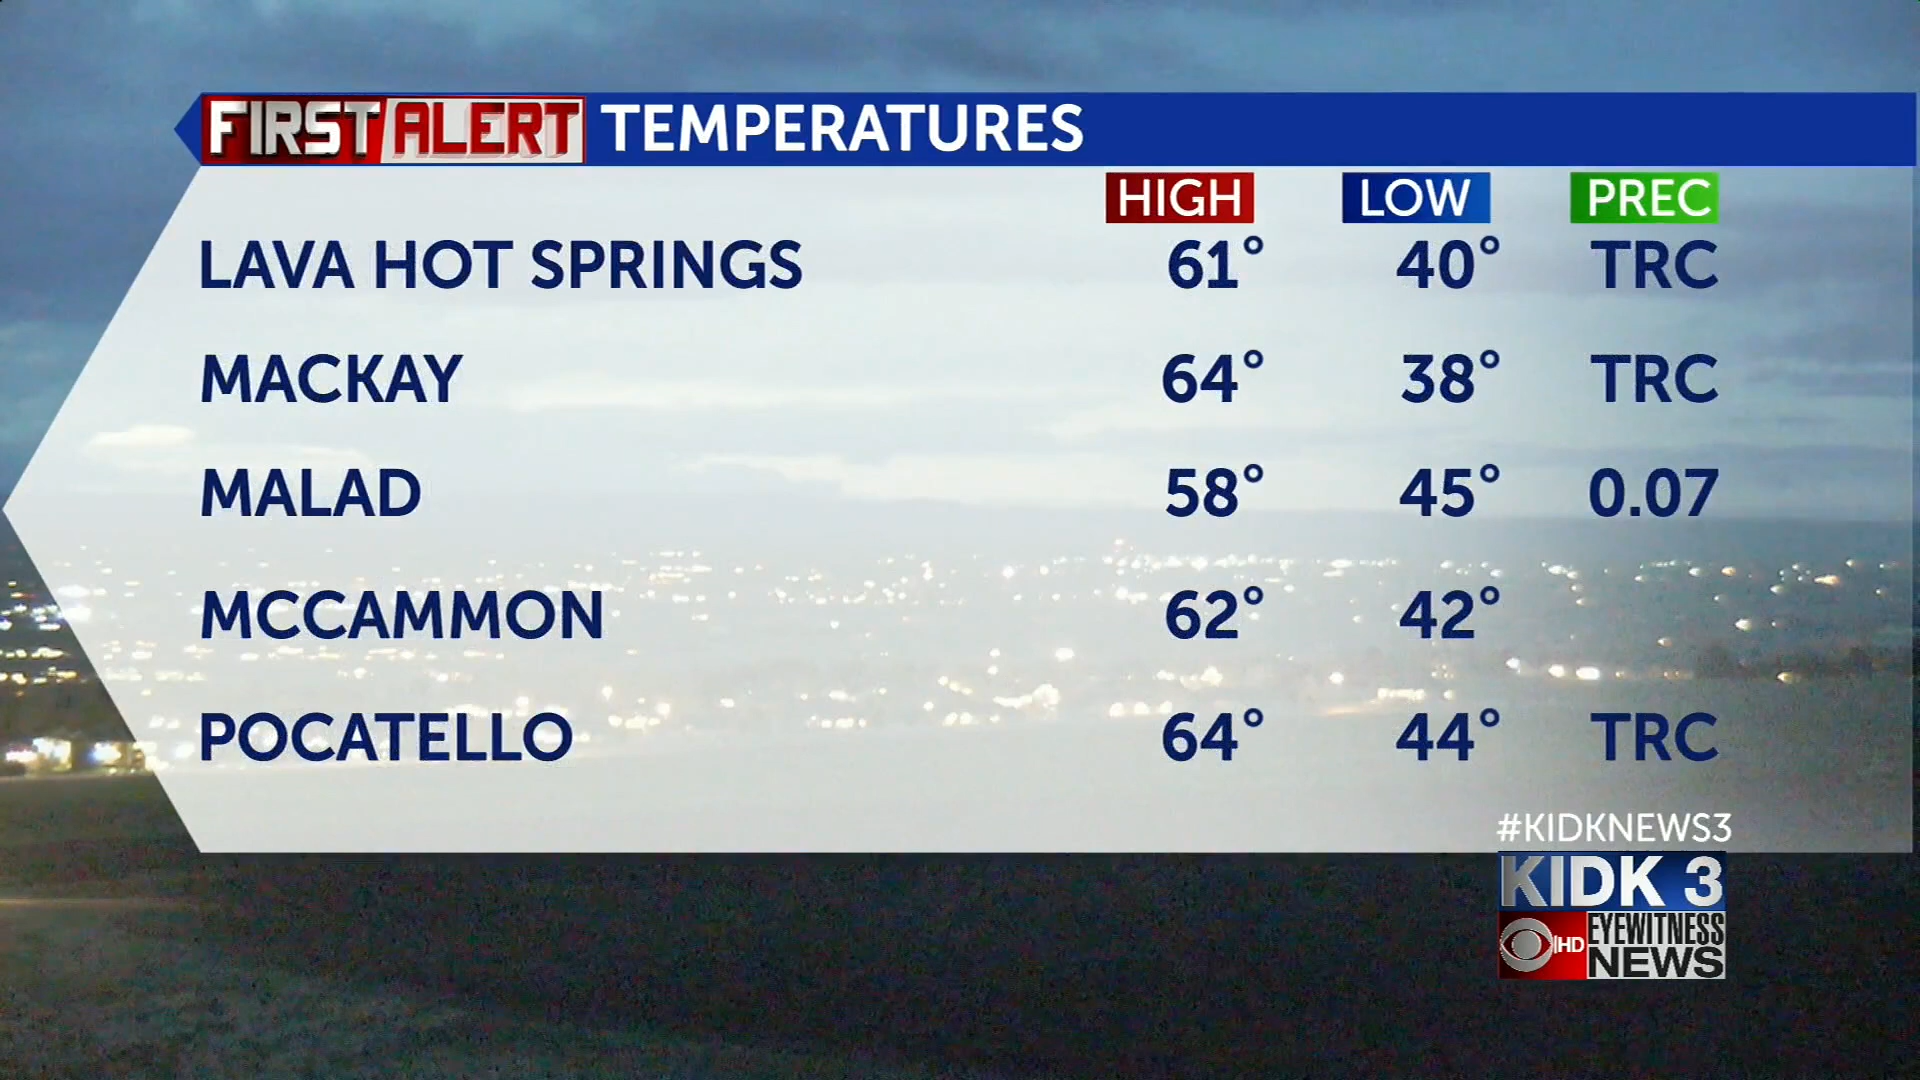 FIRST ALERT TEMPERATURES
HIGH LOW PREC
LAVA HOT SPRINGS 61° 40° TRC
MACKAY 64° 38° TRC
MALAD 58° 45° 0.07
MCCAMMON 62° 42°
POCATELLO 64° 44° TRC
#KIDKNEWS3
KIDK 3
HD EYEWITNESS
NEWS